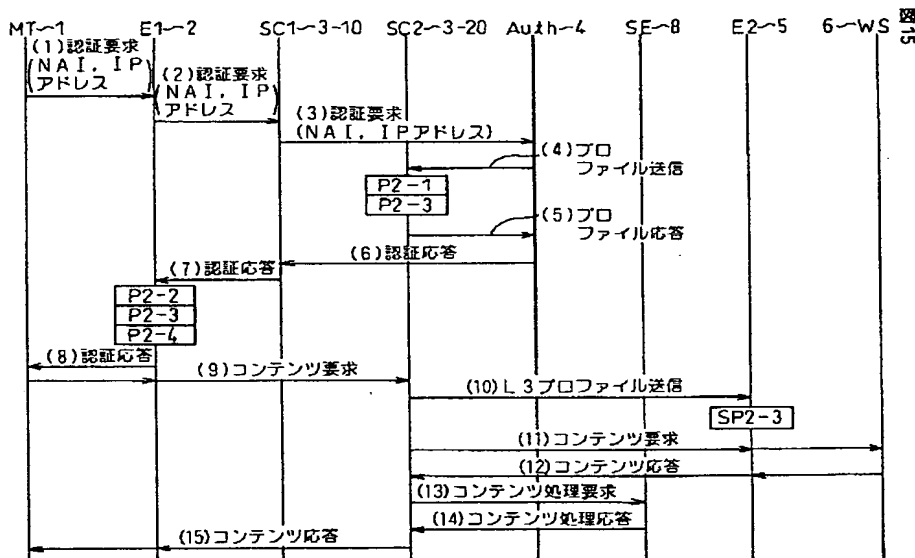 図15
MT~1 E1~2 SC1~3-10 SC2~3-20 Auth~4 SE~8 E2~5 6~WS
(1)認証要求
(NAI, IP
アドレス)
(2)認証要求
(NAI, IP
アドレス)
(3)認証要求
(NAI, IPアドレス)
(4)プロ
ファイル送信
P2-1
P2-3
(5)プロ
ファイル応答
(6)認証応答
(7)認証応答
P2-2
P2-3
P2-4
(8)認証応答
(9)コンテンツ要求
(10)L3プロファイル送信
SP2-3
(11)コンテンツ要求
(12)コンテンツ応答
(13)コンテンツ処理要求
(14)コンテンツ処理応答
(15)コンテンツ応答